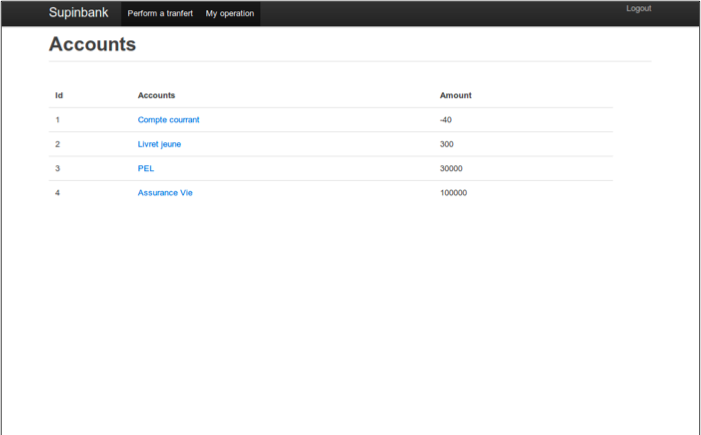 Supinbank Perform a tranfert My operation Logout
Accounts
Id Accounts Amount
1 Compte courrant -40
2 Livret jeune 300
3 PEL 30000
4 Assurance Vie 100000